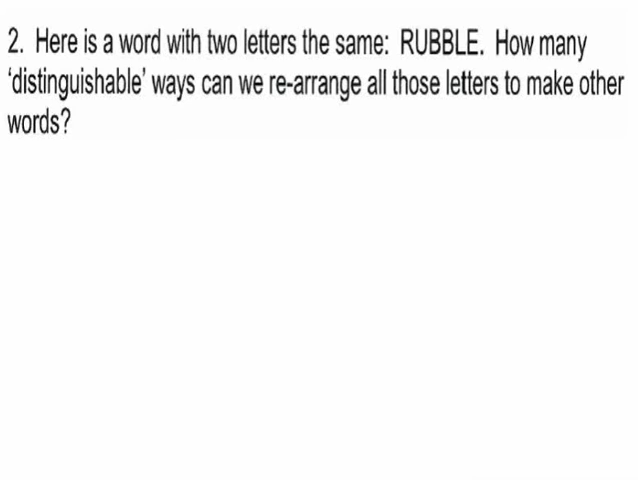 2. Here is a word with two letters the same: RUBBLE. How many
'distinguishable' ways can we re-arrange all those letters to make other
words?